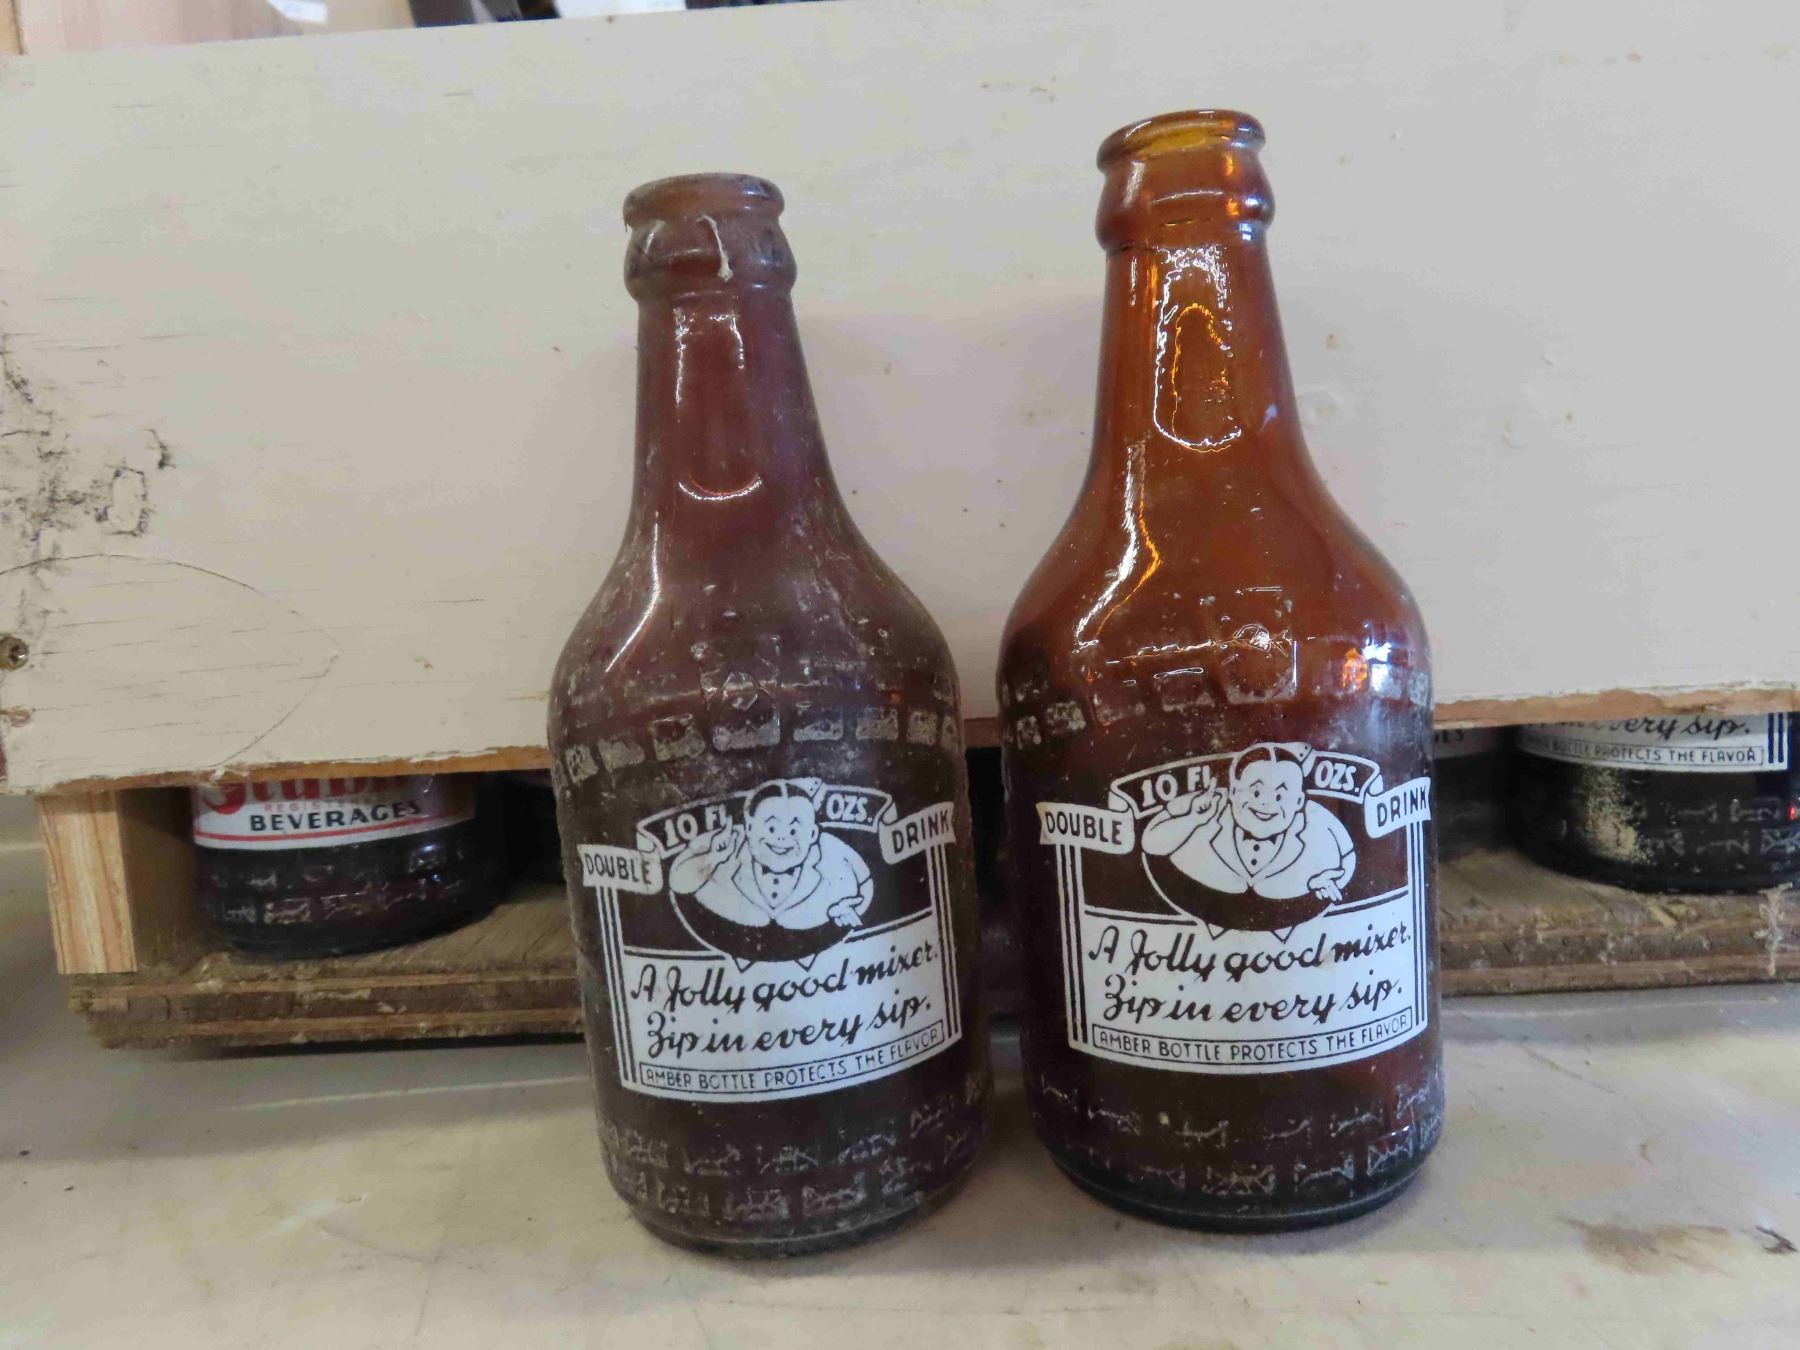 10 FL OZS.
DOUBLE DRINK
A Jolly good mixer.
Zip in every sip.
AMBER BOTTLE PROTECTS THE FLAVOR
10 FL OZS.
DOUBLE DRINK
A Jolly good mixer.
Zip in every sip.
AMBER BOTTLE PROTECTS THE FLAVOR
BEVERAGES
every sip.
AMBER BOTTLE PROTECTS THE FLAVOR